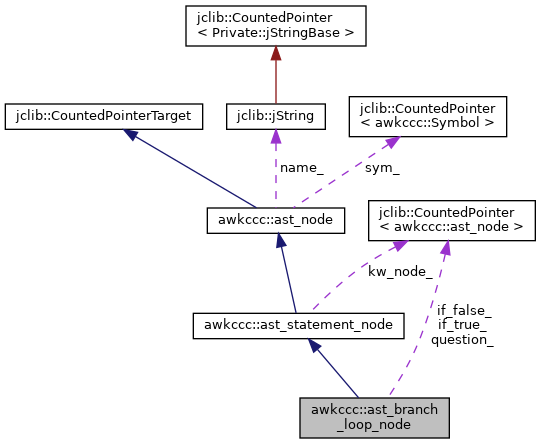 jclib::CountedPointer
< Private::jStringBase >
jclib::CountedPointerTarget
jclib::jString
jclib::CountedPointer
< awkccc::Symbol >
name_
sym_
awkccc::ast_node
jclib::CountedPointer
< awkccc::ast_node >
kw_node_
awkccc::ast_statement_node
if_false_
if_true_
question_
awkccc::ast_branch
_loop_node